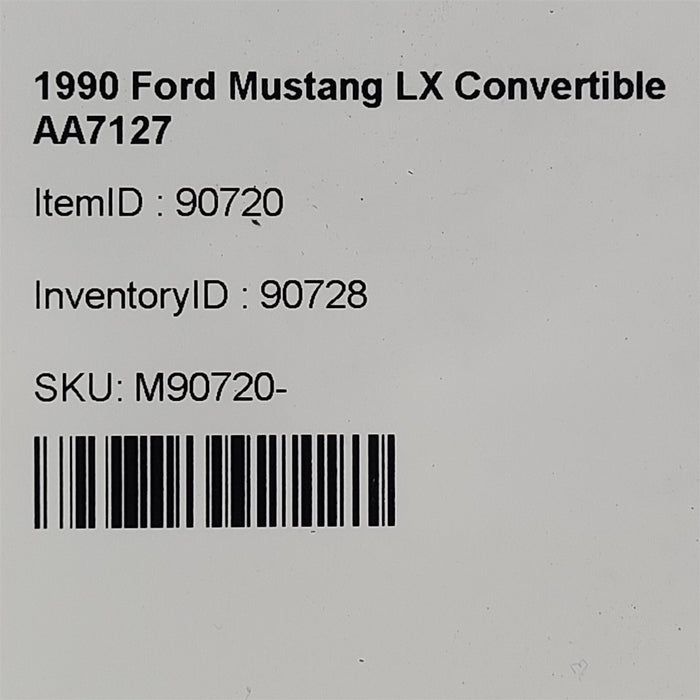 1990 Ford Mustang LX Convertible
AA7127
ItemID : 90720
InventoryID : 90728
SKU: M90720-